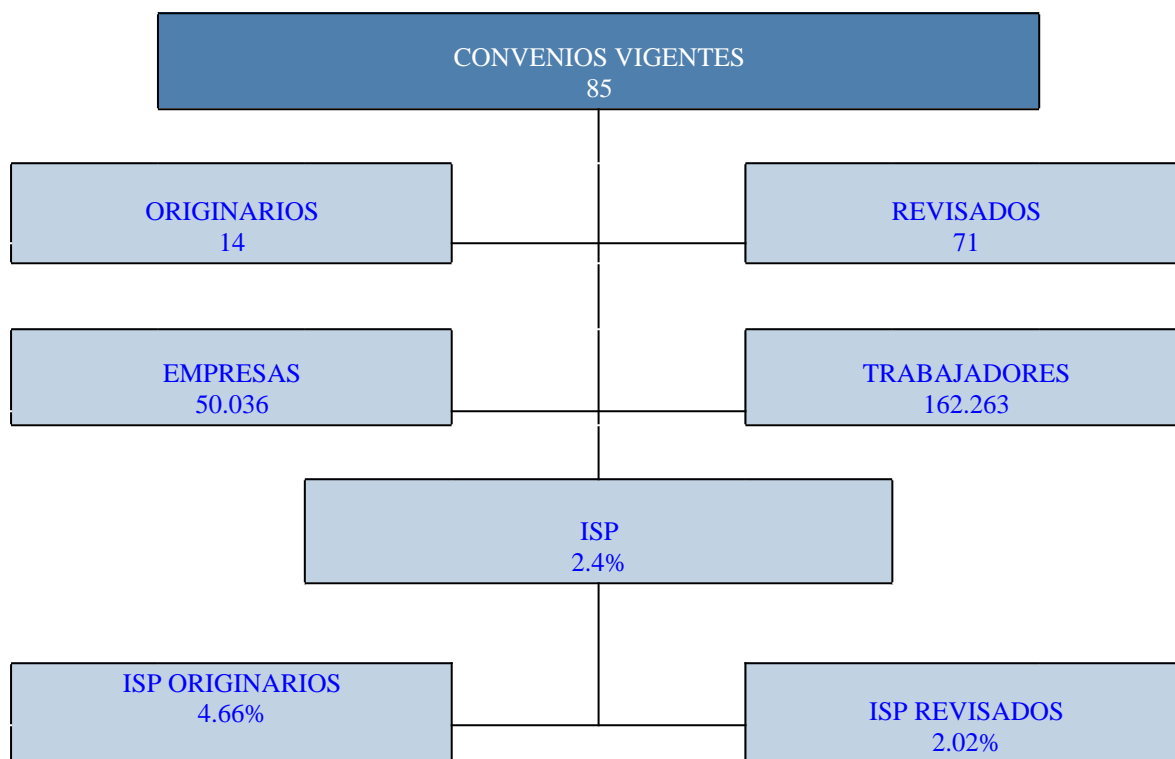 CONVENIOS VIGENTES
85
ORIGINARIOS
14
REVISADOS
71
EMPRESAS
50.036
TRABAJADORES
162.263
ISP
2.4%
ISP ORIGINARIOS
4.66%
ISP REVISADOS
2.02%